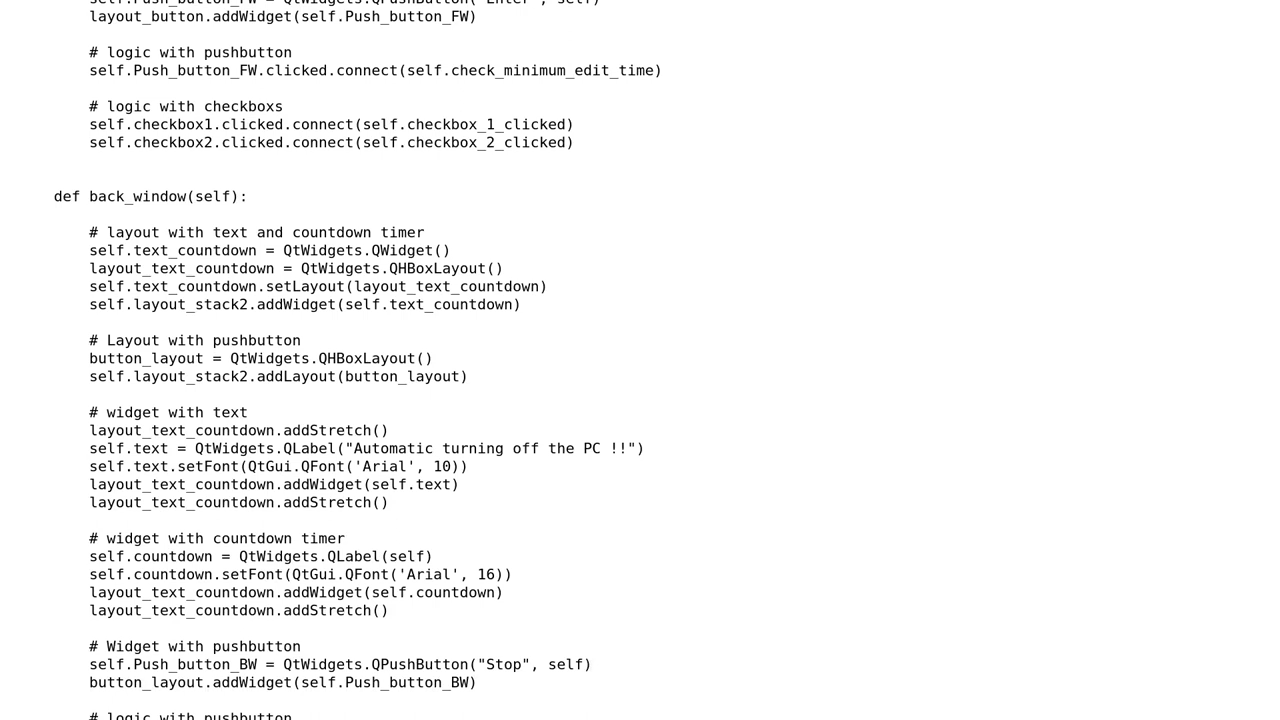 self.Push_button_FW = QtWidgets.QPushButton("Enter", self)
layout_button.addWidget(self.Push_button_FW)
# logic with pushbutton
self.Push_button_FW.clicked.connect(self.check_minimum_edit_time)
# logic with checkboxs
self.checkbox1.clicked.connect(self.checkbox_1_clicked)
self.checkbox2.clicked.connect(self.checkbox_2_clicked)
def back_window(self):
# layout with text and countdown timer
self.text_countdown = QtWidgets.QWidget()
layout_text_countdown = QtWidgets.QHBoxLayout()
self.text_countdown.setLayout(layout_text_countdown)
self.layout_stack2.addWidget(self.text_countdown)
# Layout with pushbutton
button_layout = QtWidgets.QHBoxLayout()
self.layout_stack2.addLayout(button_layout)
# widget with text
layout_text_countdown.addStretch()
self.text = QtWidgets.QLabel("Automatic turning off the PC !!")
self.text.setFont(QtGui.QFont('Arial', 10))
layout_text_countdown.addWidget(self.text)
layout_text_countdown.addStretch()
# widget with countdown timer
self.countdown = QtWidgets.QLabel(self)
self.countdown.setFont(QtGui.QFont('Arial', 16))
layout_text_countdown.addWidget(self.countdown)
layout_text_countdown.addStretch()
# Widget with pushbutton
self.Push_button_BW = QtWidgets.QPushButton("Stop", self)
button_layout.addWidget(self.Push_button_BW)
# logic with pushbutton